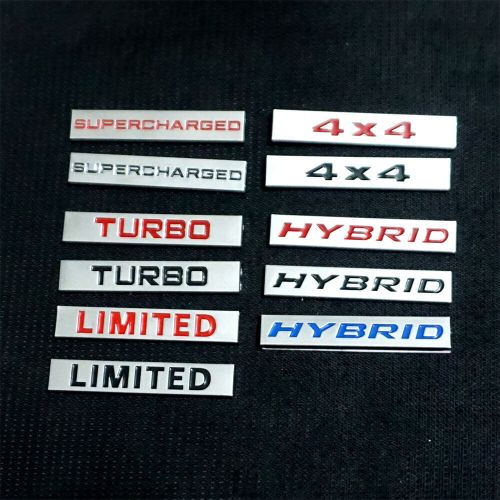 SUPERCHARGED
SUPERCHARGED
TURBO
TURBO
LIMITED
LIMITED
4x4
4x4
HYBRID
HYBRID
HYBRID